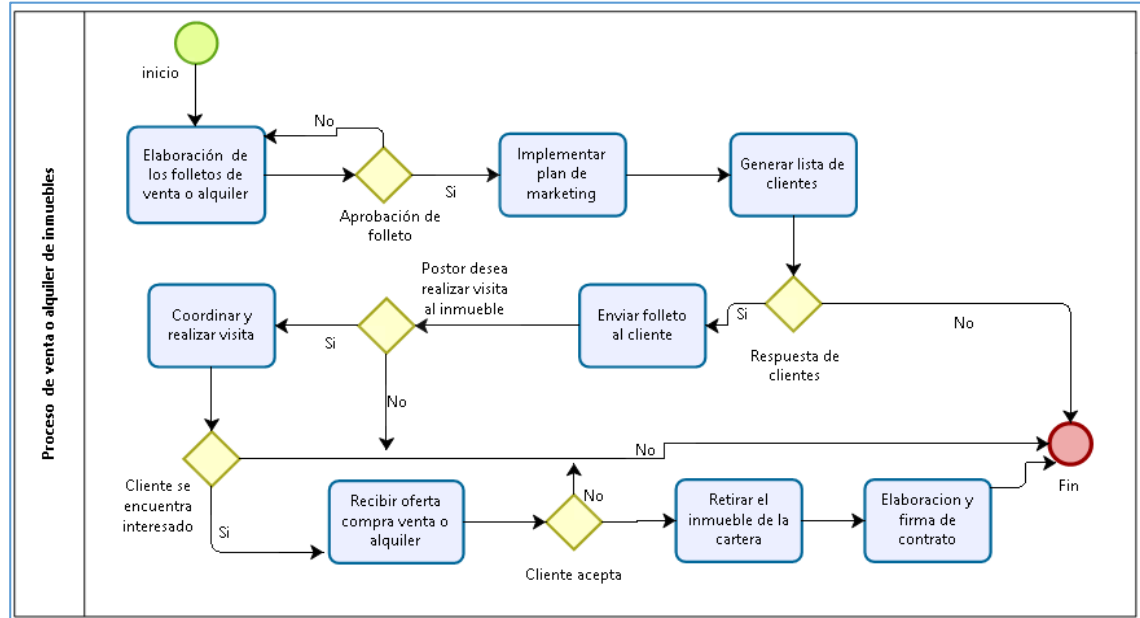 Proceso de venta o alquiler de inmuebles
inicio
No
Elaboración de
los folletos de
venta o alquiler
Aprobación de
folleto
Si
Implementar
plan de
marketing
Generar lista de
clientes
Postor desea
realizar visita
al inmueble
Coordinar y
realizar visita
Si
Enviar folleto
al cliente
Si
No
Respuesta de
clientes
No
Cliente se
encuentra
interesado
No
Fin
Si
Recibir oferta
compra venta o
alquiler
No
Cliente acepta
Retirar el
inmueble de la
cartera
Elaboracion y
firma de
contrato